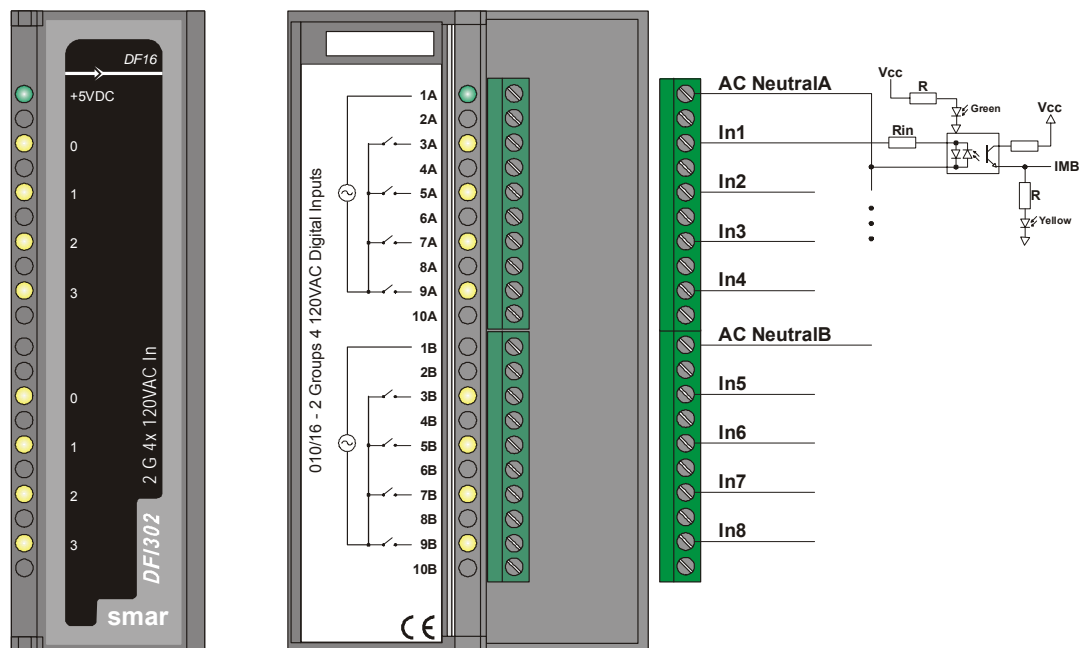 DF16
+5VDC
0
1
2
3
0
1
2
3
2 G 4x 120VAC In
DFI302
smar
010/16 - 2 Groups 4 120VAC Digital Inputs
1A
2A
3A
4A
5A
6A
7A
8A
9A
10A
1B
2B
3B
4B
5B
6B
7B
8B
9B
10B
CE
AC NeutralA
In1
In2
In3
In4
AC NeutralB
In5
In6
In7
In8
Vcc
R
Green
Rin
Vcc
IMB
R
Yellow